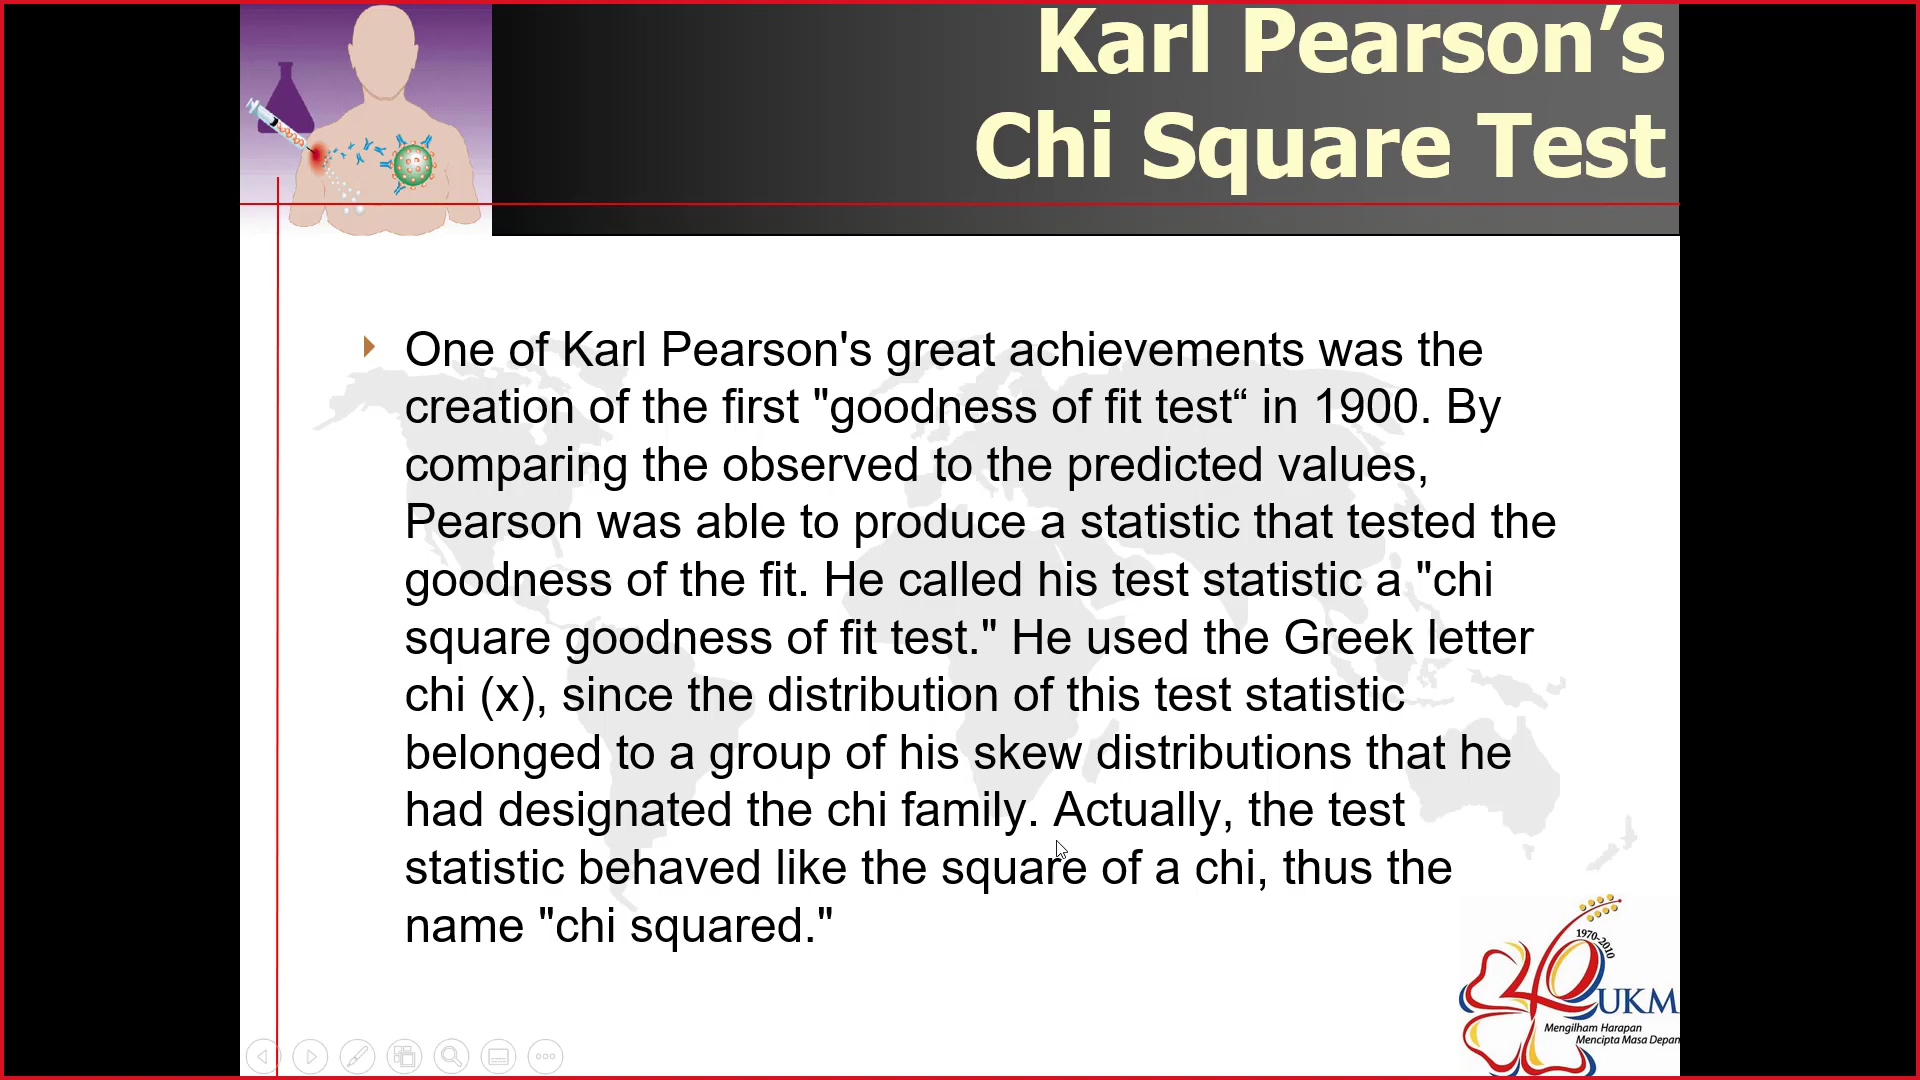 Karl Pearson’s
Chi Square Test
One of Karl Pearson's great achievements was the
creation of the first "goodness of fit test“ in 1900. By
comparing the observed to the predicted values,
Pearson was able to produce a statistic that tested the
goodness of the fit. He called his test statistic a "chi
square goodness of fit test." He used the Greek letter
chi (x), since the distribution of this test statistic
belonged to a group of his skew distributions that he
had designated the chi family. Actually, the test
statistic behaved like the square of a chi, thus the
name "chi squared."
1970-2010
40 UKM
Mengilham Harapan
Mencipta Masa Depan